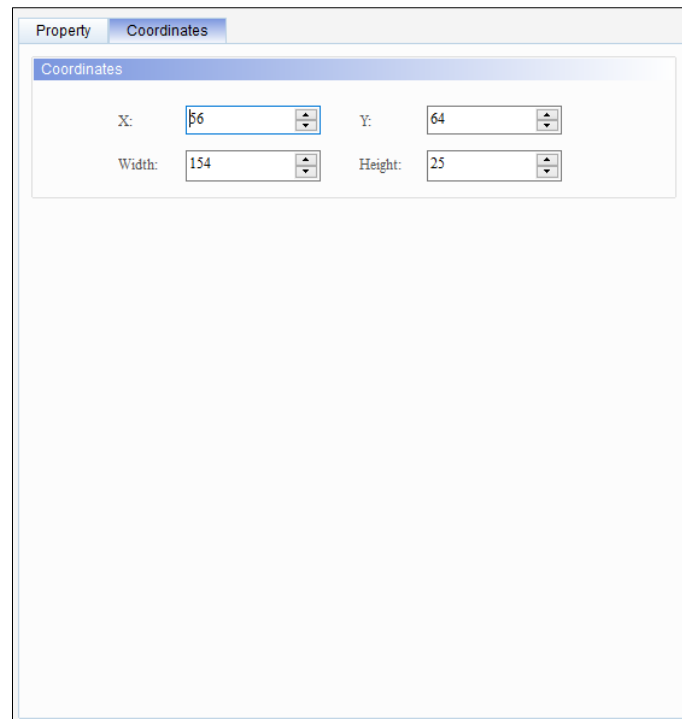 Property Coordinates
Coordinates
X: 56 Y: 64
Width: 154 Height: 25